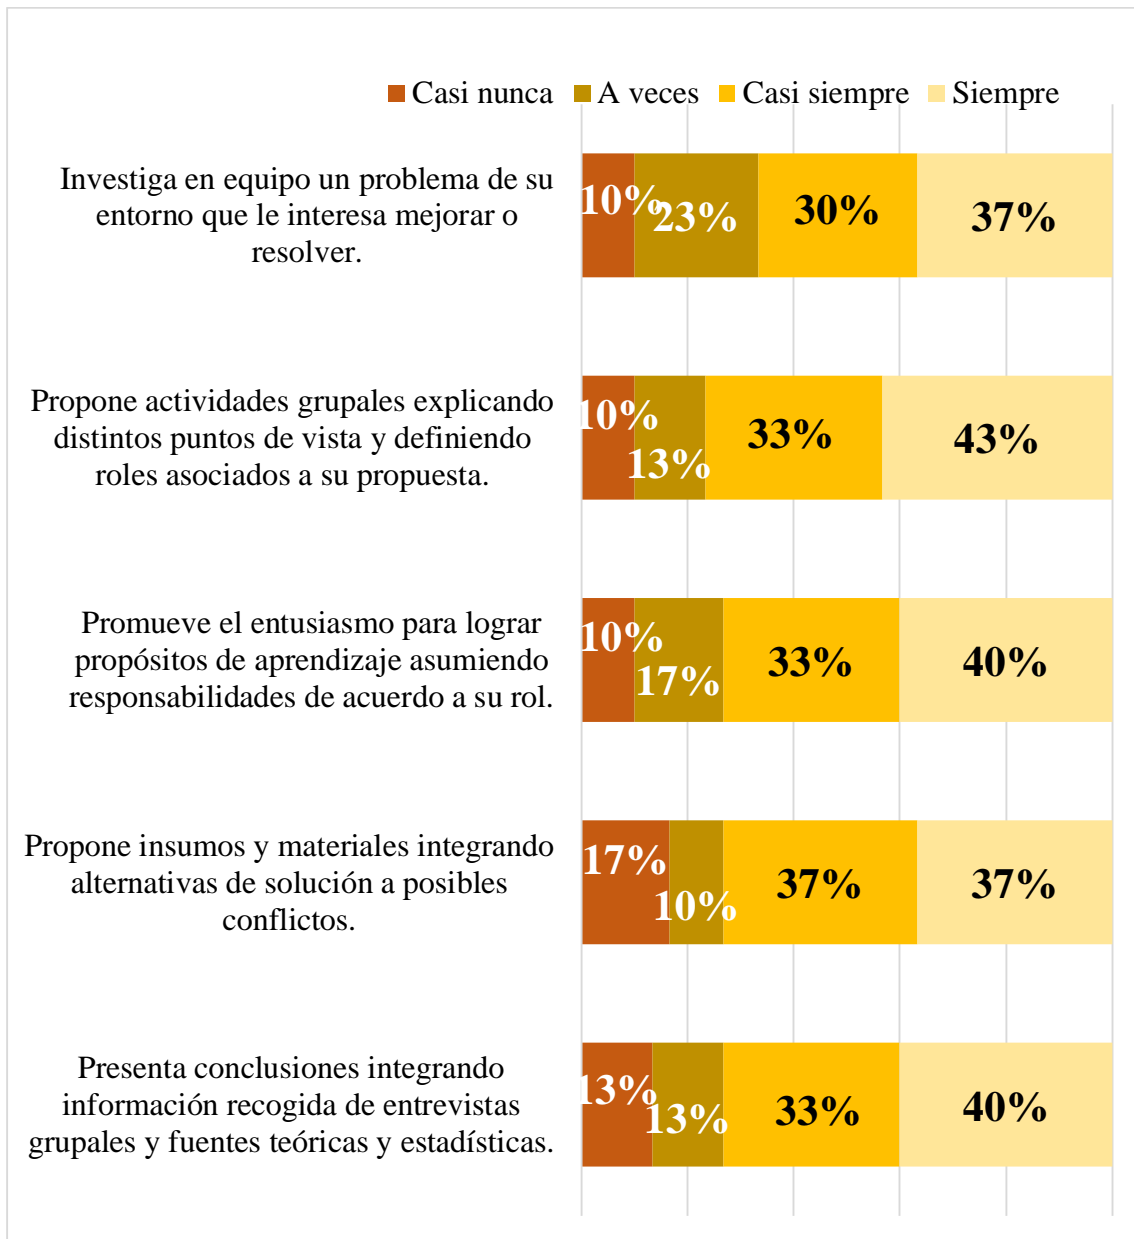 Casi nunca A veces Casi siempre Siempre
Investiga en equipo un problema de su
entorno que le interesa mejorar o
resolver.
10% 23% 30% 37%
Propone actividades grupales explicando
distintos puntos de vista y definiendo
roles asociados a su propuesta.
10% 13% 33% 43%
Promueve el entusiasmo para lograr
propósitos de aprendizaje asumiendo
responsabilidades de acuerdo a su rol.
10% 17% 33% 40%
Propone insumos y materiales integrando
alternativas de solución a posibles
conflictos.
17% 10% 37% 37%
Presenta conclusiones integrando
información recogida de entrevistas
grupales y fuentes teóricas y estadísticas.
13% 13% 33% 40%